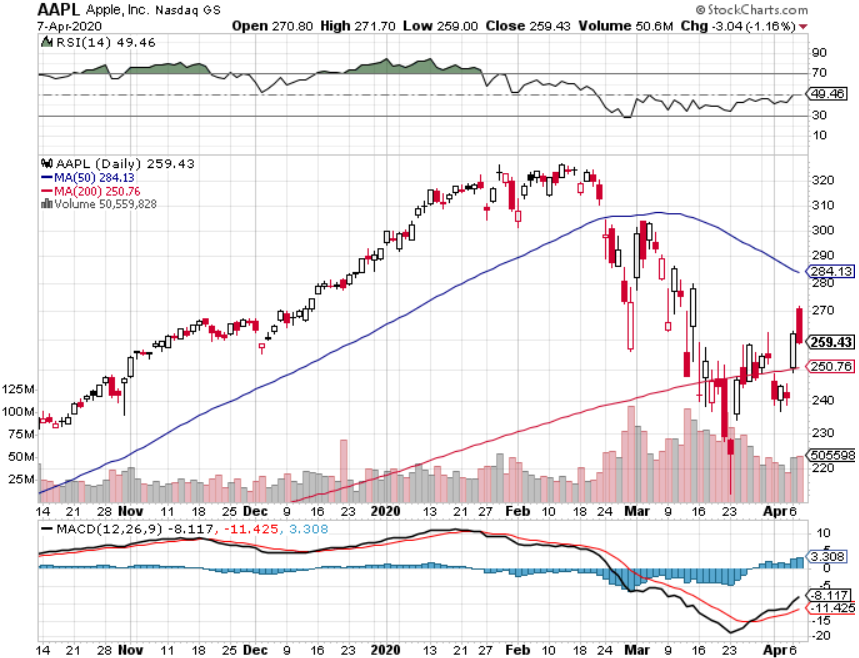 AAPL Apple, Inc. Nasdaq GS © StockCharts.com
7-Apr-2020 Open 270.80 High 271.70 Low 259.00 Close 259.43 Volume 50.6M Chg -3.04 (-1.16%)
RSI(14) 49.46
90
70
49.46
30
10
AAPL (Daily) 259.43
MA(50) 284.13
MA(200) 250.76
Volume 50,559,828
320
310
300
290
284.13
280
270
259.43
250.76
125M
240
100M
75M
230
50M
505598
220
25M
14 21 28 Nov 11 18 25 Dec 9 16 23 2020 13 21 27 Feb 10 18 24 Mar 9 16 23 Apr 6
MACD(12,26,9) -8.117, -11.425, 3.308
10
5
3.308
0
-5
-8.117
-11.425
-15
-20
14 21 28 Nov 11 18 25 Dec 9 16 23 2020 13 21 27 Feb 10 18 24 Mar 9 16 23 Apr 6